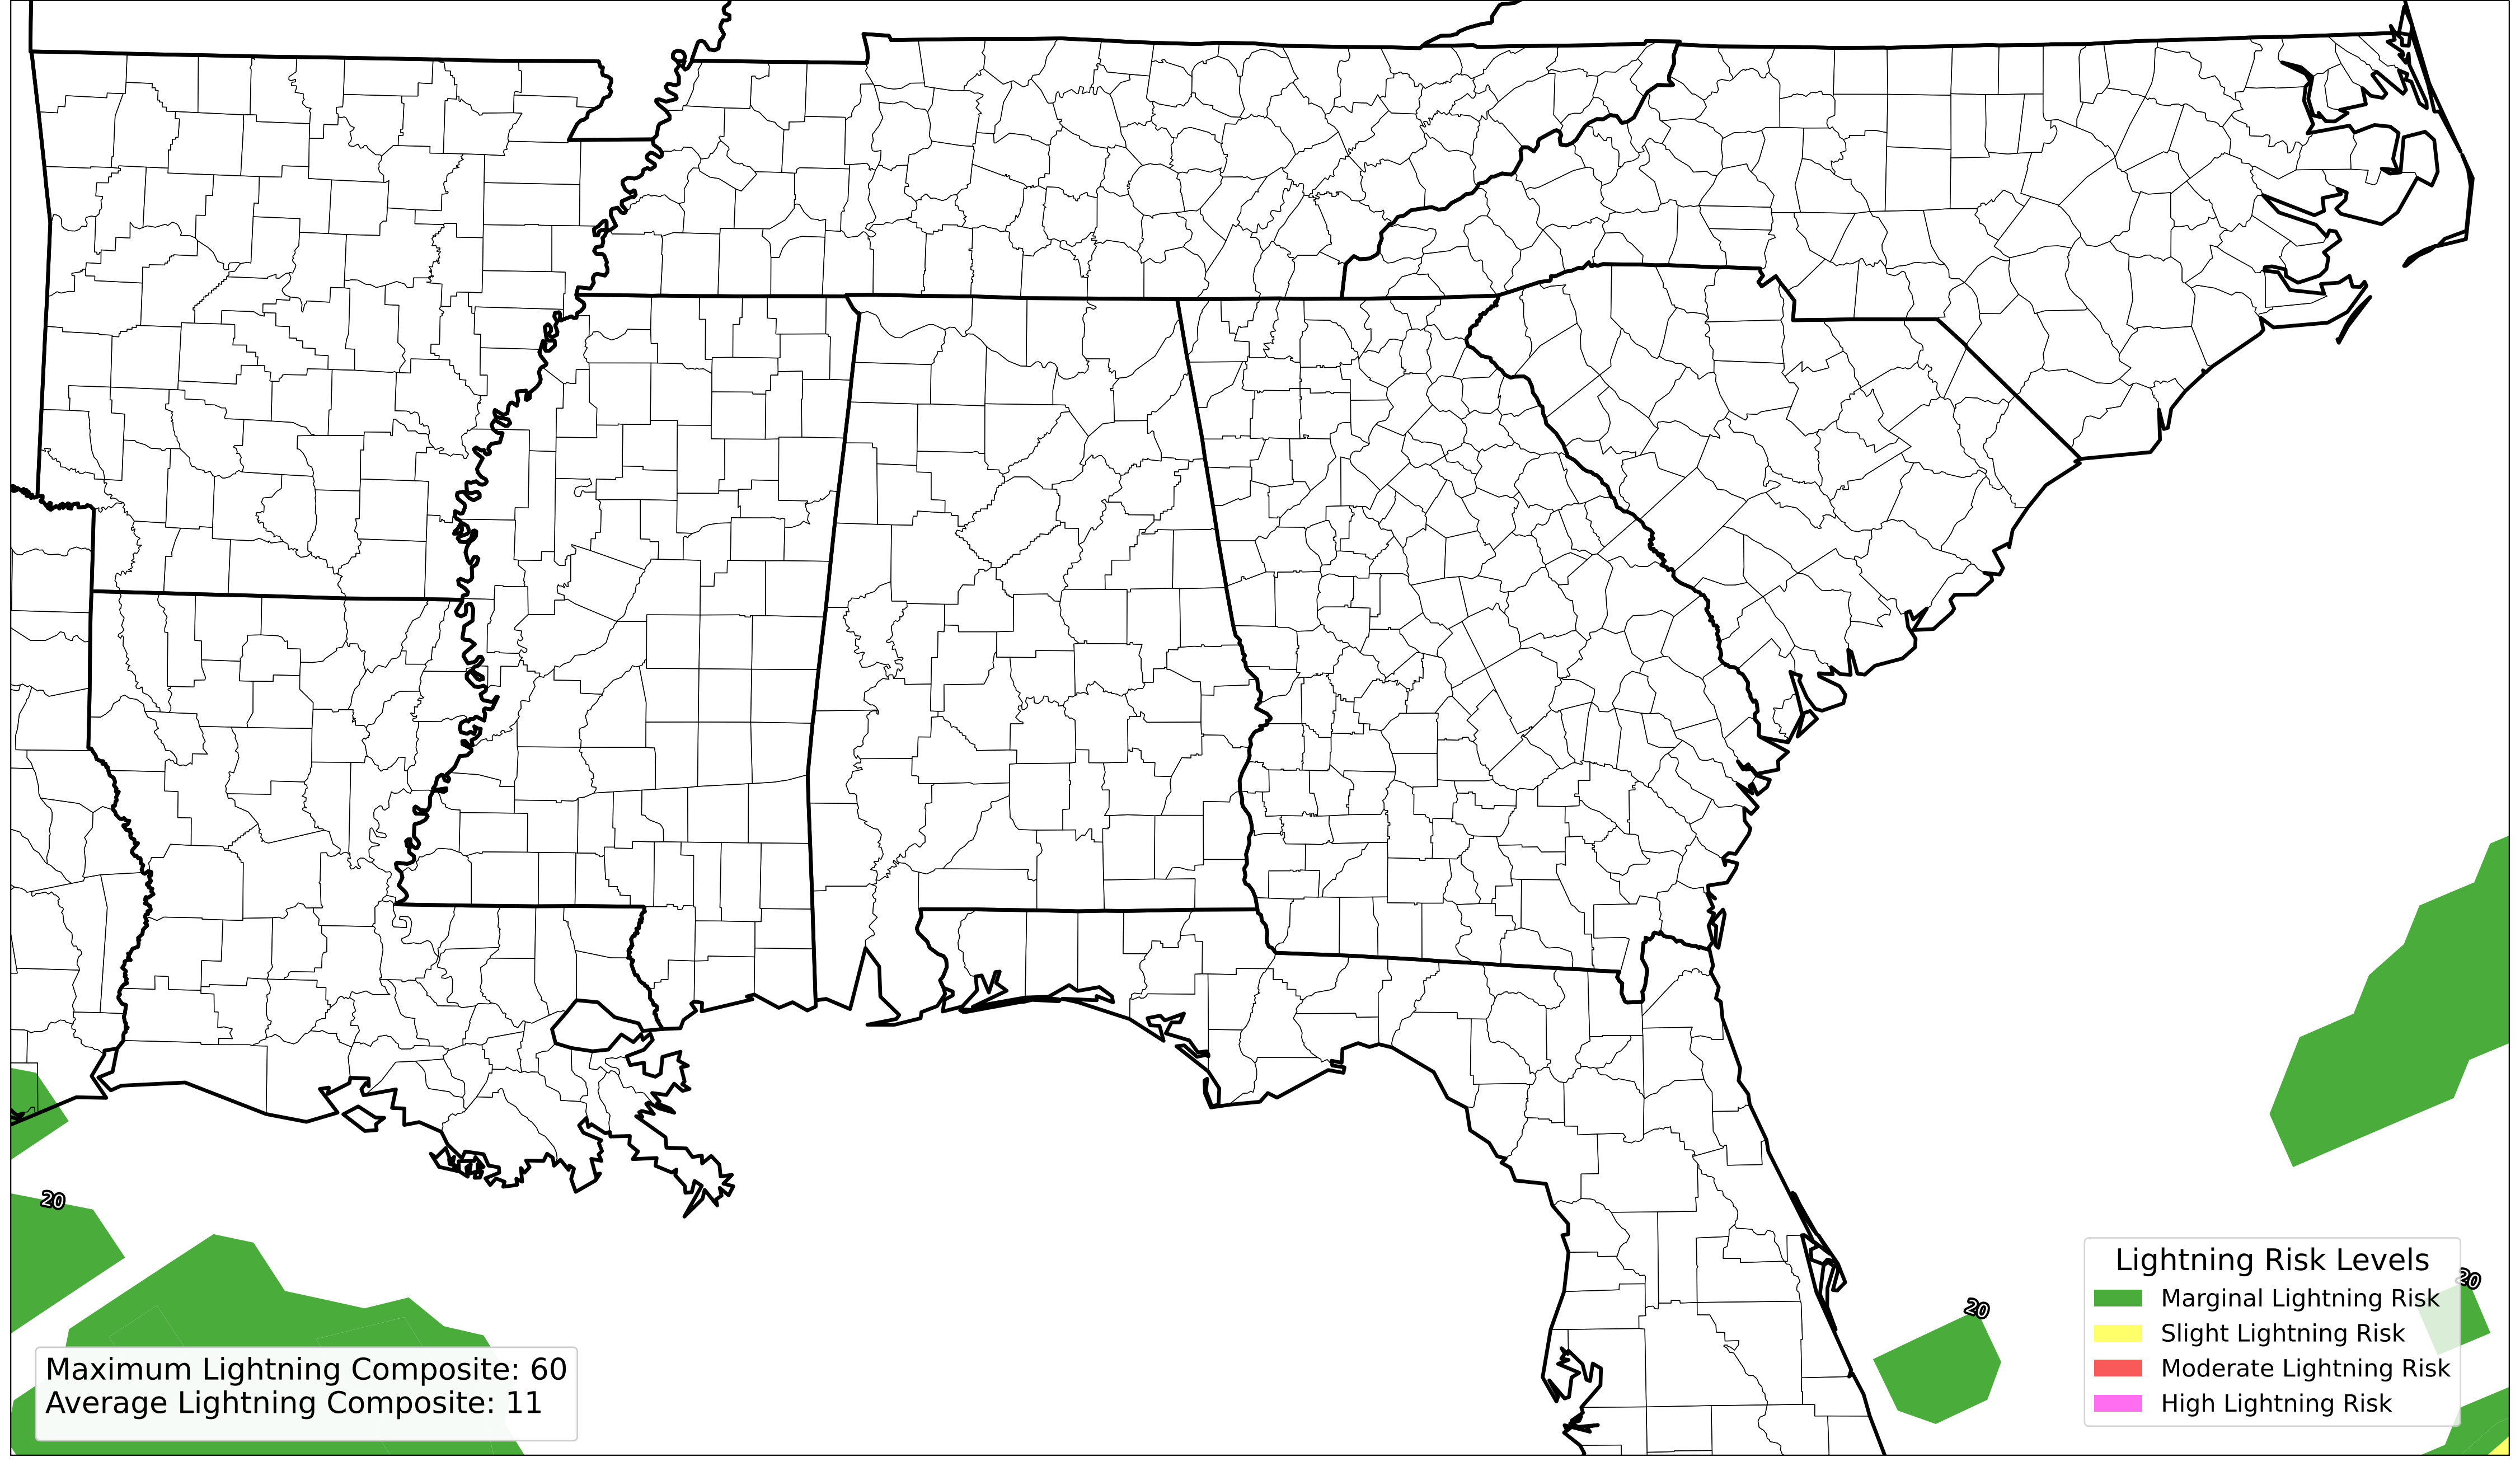 20
20
20
Lightning Risk Levels
Marginal Lightning Risk
Slight Lightning Risk
Moderate Lightning Risk
High Lightning Risk
Maximum Lightning Composite: 60
Average Lightning Composite: 11